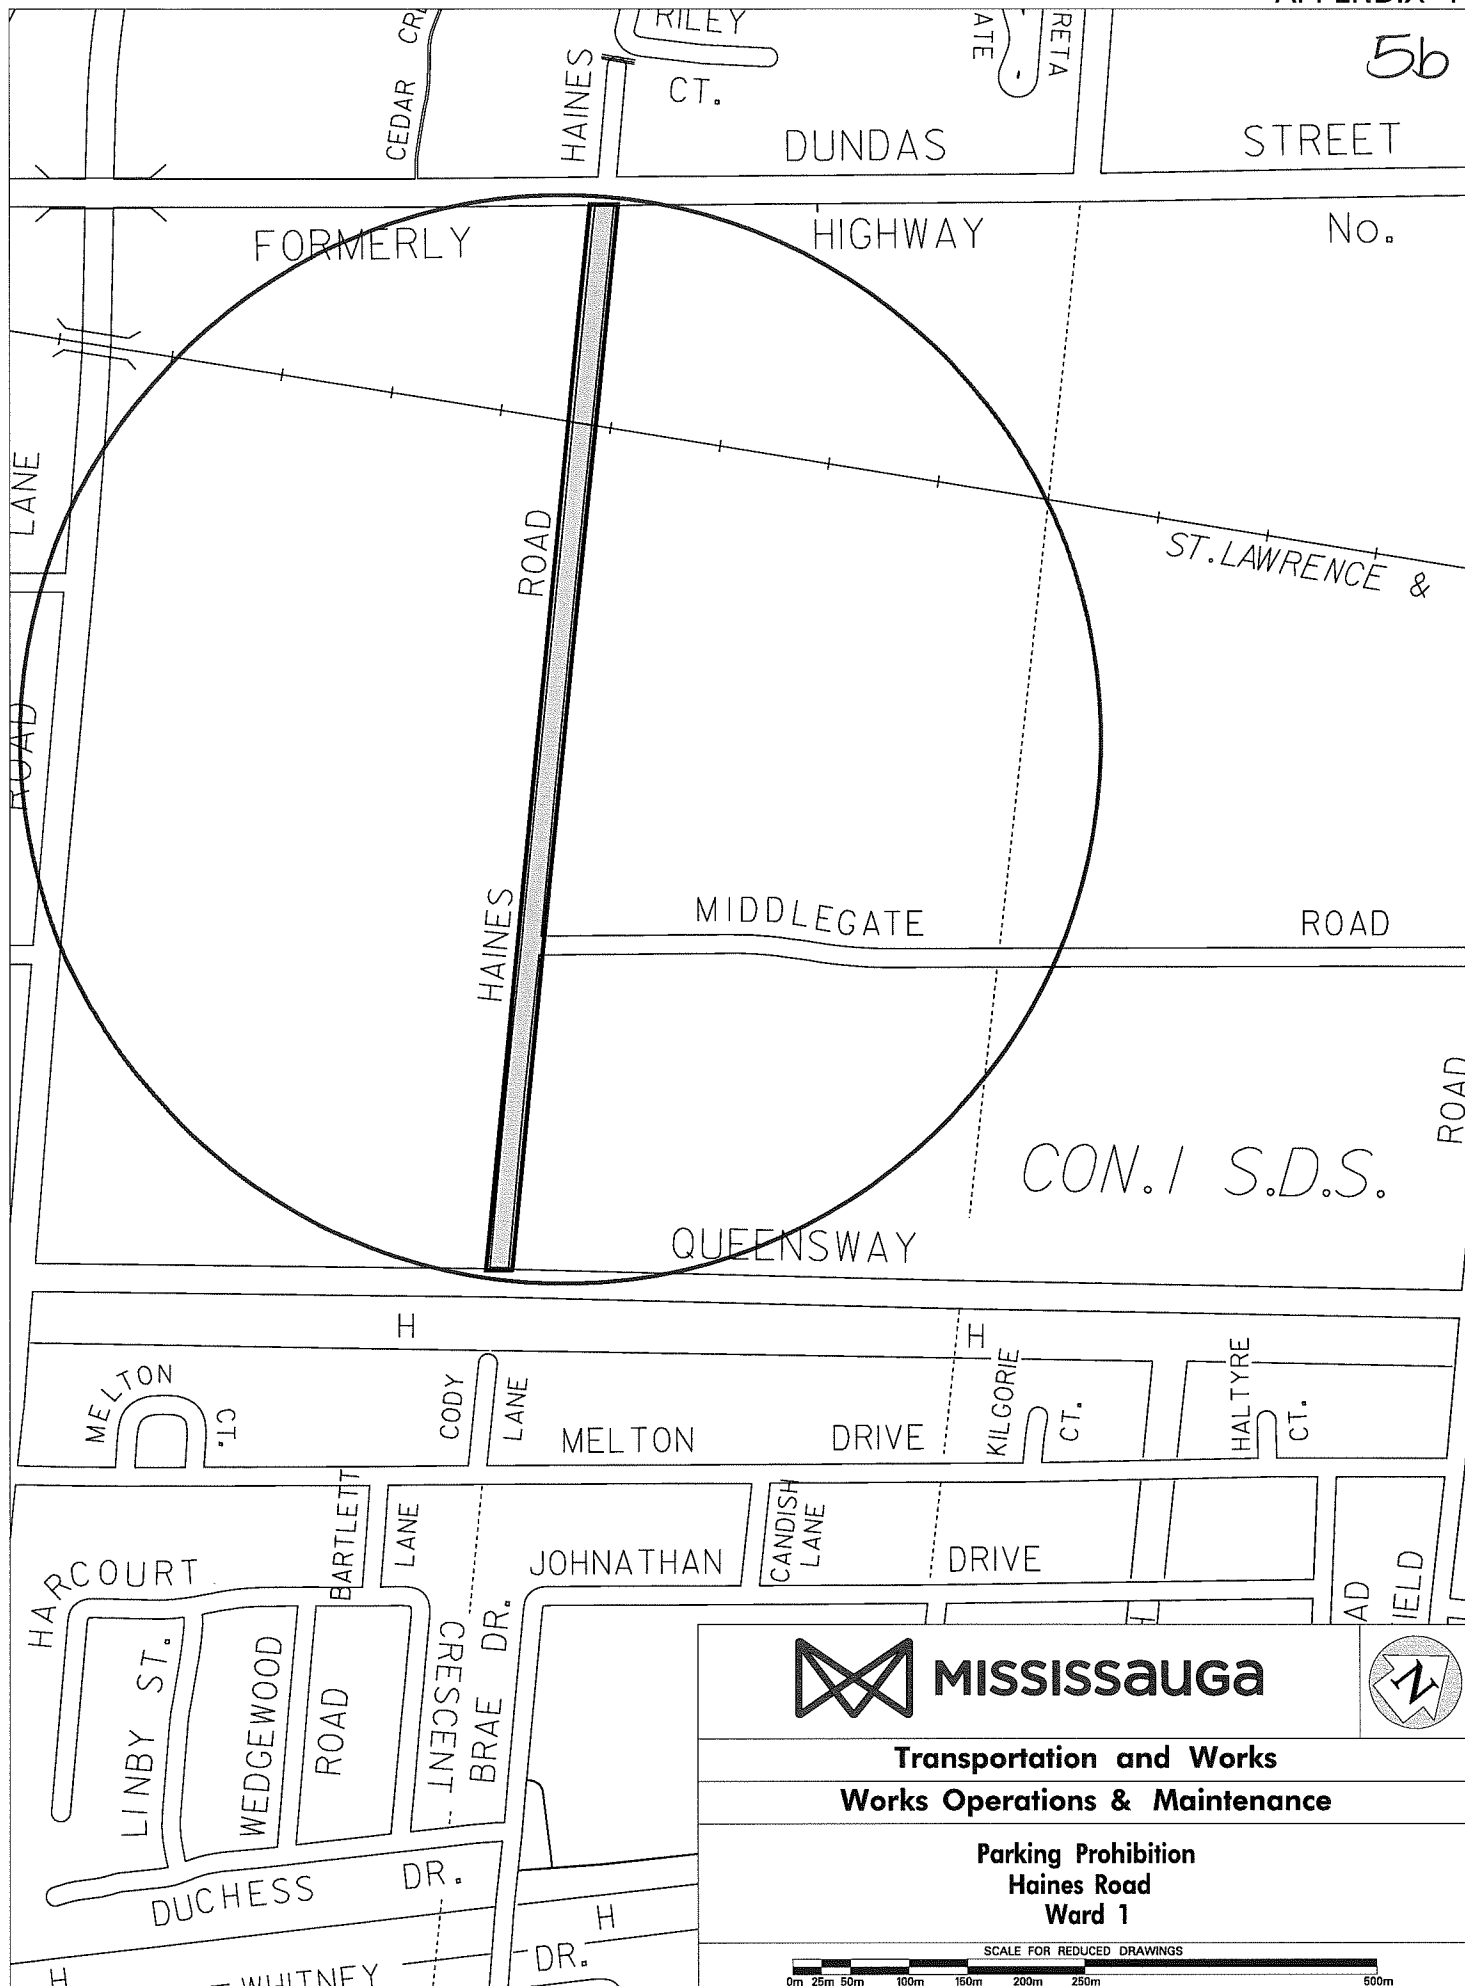 5b
CEDAR
HAINES
RILEY
CT.
DUNDAS STREET
FORMERLY HIGHWAY No.
LANE
ROAD
ROAD
HAINES
ST.LAWRENCE &
MIDDLEGATE ROAD
ROAD
CON.1 S.D.S.
QUEENSWAY
H
H
MELTON
CT.
CODY
LANE
MELTON DRIVE
KILGORIE
CT.
HALTYRE
CT.
HARCOURT
BARTLETT
LANE
JOHNATHAN DRIVE
CANDISH
LANE
LINBY ST.
WEDGEWOOD
ROAD
CRESCENT
BRAE DR.
DUCHESS DR.
H
DR.
H
WHITNEY
MISSISSAUGA
N
Transportation and Works
Works Operations & Maintenance
Parking Prohibition
Haines Road
Ward 1
SCALE FOR REDUCED DRAWINGS
0m 25m 50m 100m 150m 200m 250m 500m